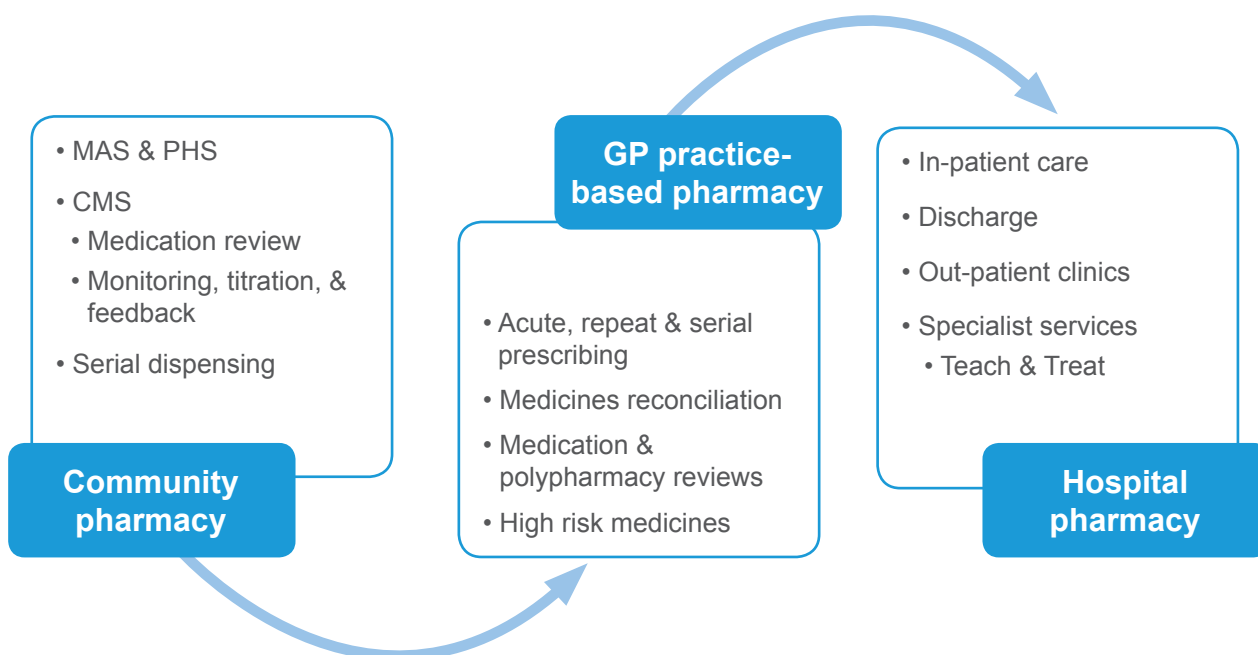 • MAS & PHS
• CMS
• Medication review
• Monitoring, titration, &
feedback
• Serial dispensing
Community
pharmacy
GP practice-
based pharmacy
• Acute, repeat & serial
prescribing
• Medicines reconciliation
• Medication &
polypharmacy reviews
• High risk medicines
• In-patient care
• Discharge
• Out-patient clinics
• Specialist services
• Teach & Treat
Hospital
pharmacy